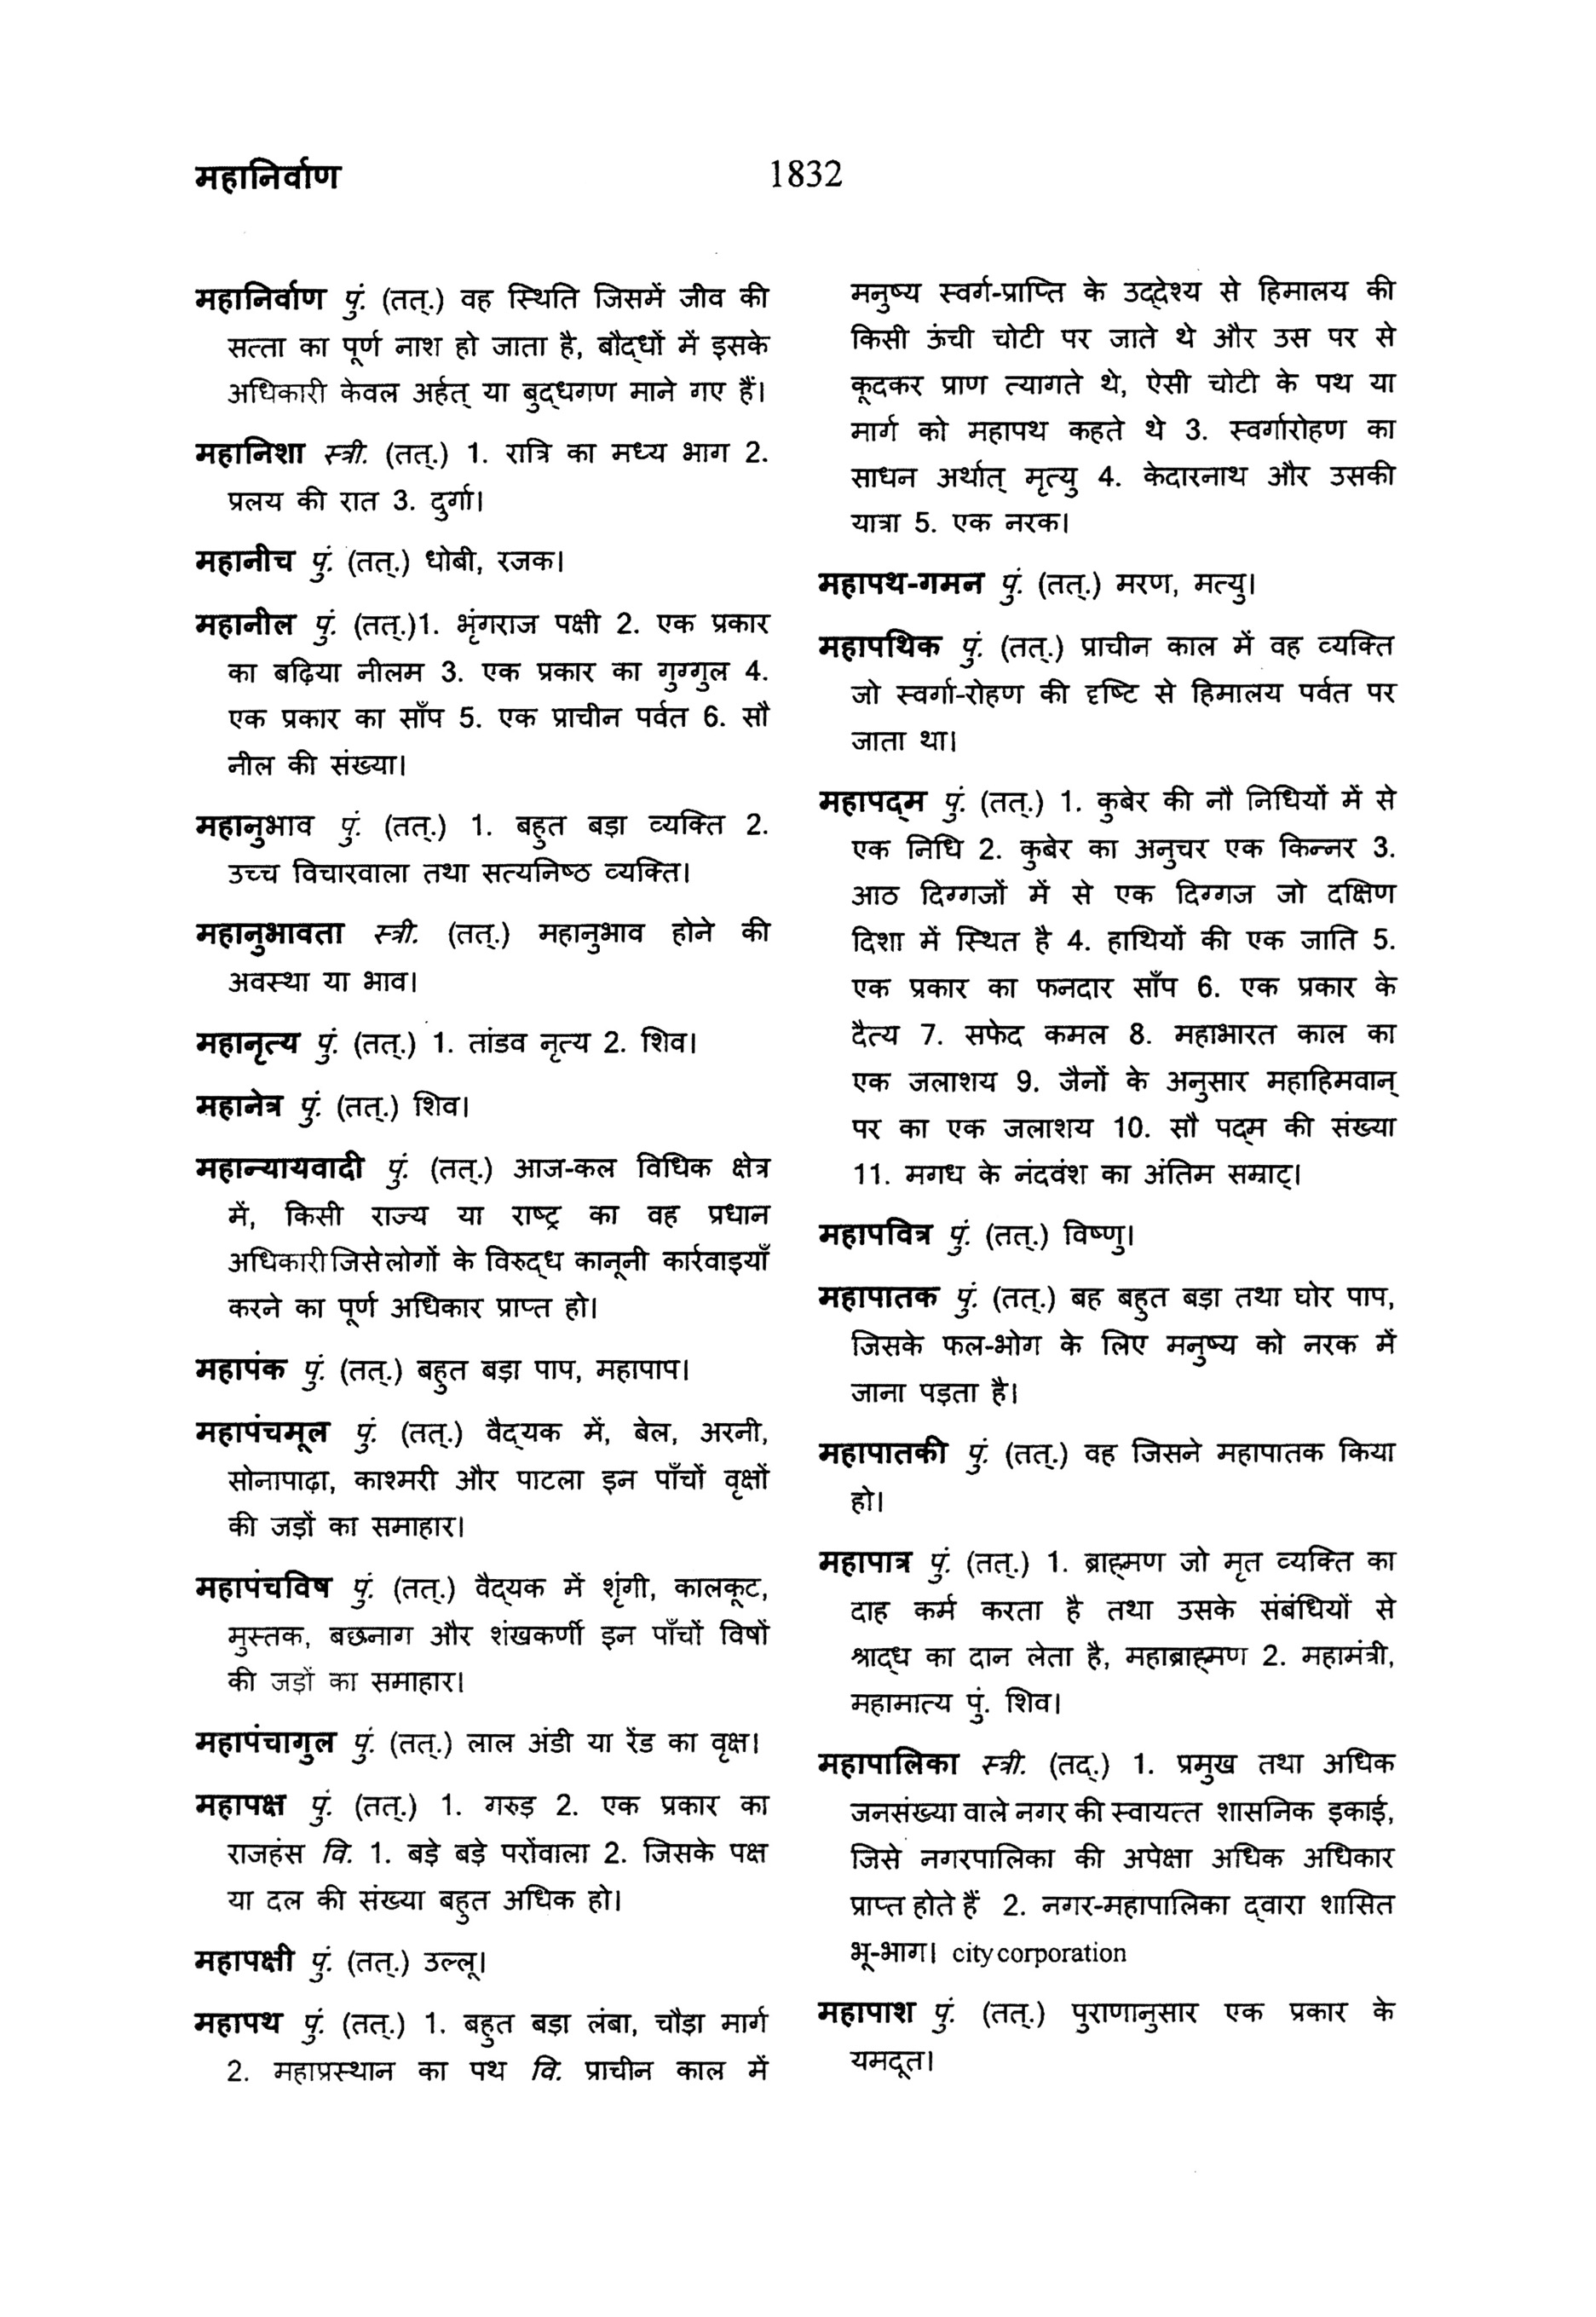 महानिर्वाण
1832
महानिर्वाण पुं. (तत्.) वह स्थिति जिसमें जीव की
सत्ता का पूर्ण नाश हो जाता है, बौद्धों में इसके
अधिकारी केवल अर्हत् या बुद्धगण माने गए हैं।
महानिशा स्त्री. (तत्.) 1. रात्रि का मध्य भाग 2.
प्रलय की रात 3. दुर्गा।
महानीच पुं. (तत्.) धोबी, रजक।
महानील पुं. (तत्.)1. भृंगराज पक्षी 2. एक प्रकार
का बढ़िया नीलम 3. एक प्रकार का गुग्गुल 4.
एक प्रकार का साँप 5. एक प्राचीन पर्वत 6. सौ
नील की संख्या।
महानुभाव पुं. (तत्.) 1. बहुत बड़ा व्यक्ति 2.
उच्च विचारवाला तथा सत्यनिष्ठ व्यक्ति।
महानुभावता स्त्री. (तत्.) महानुभाव होने की
अवस्था या भाव।
महानृत्य पुं. (तत्.) 1. तांडव नृत्य 2. शिव।
महानेत्र पुं. (तत्.) शिव।
महान्यायवादी पुं. (तत्.) आज-कल विधिक क्षेत्र
में, किसी राज्य या राष्ट्र का वह प्रधान
अधिकारी जिसे लोगों के विरुद्ध कानूनी कार्रवाइयाँ
करने का पूर्ण अधिकार प्राप्त हो।
महापंक पुं. (तत्.) बहुत बड़ा पाप, महापाप।
महापंचमूल पुं. (तत्.) वैद्यक में, बेल, अरनी,
सोनापाढ़ा, काश्मरी और पाटला इन पाँचों वृक्षों
की जड़ों का समाहार।
महापंचविष पुं. (तत्.) वैद्यक में शृंगी, कालकूट,
मुस्तक, बछनाग और शंखकर्णी इन पाँचों विषों
की जड़ों का समाहार।
महापंचागुल पुं. (तत्.) लाल अंडी या रेंड का वृक्ष।
महापक्ष पुं. (तत्.) 1. गरुड़ 2. एक प्रकार का
राजहंस वि. 1. बड़े बड़े परोंवाला 2. जिसके पक्ष
या दल की संख्या बहुत अधिक हो।
महापक्षी पुं. (तत्.) उल्लू।
महापथ पुं. (तत्.) 1. बहुत बड़ा लंबा, चौड़ा मार्ग
2. महाप्रस्थान का पथ वि. प्राचीन काल में
मनुष्य स्वर्ग-प्राप्ति के उद्देश्य से हिमालय की
किसी ऊंची चोटी पर जाते थे और उस पर से
कूदकर प्राण त्यागते थे, ऐसी चोटी के पथ या
मार्ग को महापथ कहते थे 3. स्वर्गारोहण का
साधन अर्थात् मृत्यु 4. केदारनाथ और उसकी
यात्रा 5. एक नरक।
महापथ-गमन पुं. (तत्.) मरण, मत्यु।
महापथिक पुं. (तत्.) प्राचीन काल में वह व्यक्ति
जो स्वर्गा-रोहण की दृष्टि से हिमालय पर्वत पर
जाता था।
महापद्म पुं. (तत्.) 1. कुबेर की नौ निधियों में से
एक निधि 2. कुबेर का अनुचर एक किन्नर 3.
आठ दिग्गजों में से एक दिग्गज जो दक्षिण
दिशा में स्थित है 4. हाथियों की एक जाति 5.
एक प्रकार का फनदार साँप 6. एक प्रकार के
दैत्य 7. सफेद कमल 8. महाभारत काल का
एक जलाशय 9. जैनों के अनुसार महाहिमवान्
पर का एक जलाशय 10. सौ पद्म की संख्या
11. मगध के नंदवंश का अंतिम सम्राट्।
महापवित्र पुं. (तत्.) विष्णु।
महापातक पुं. (तत्.) बह बहुत बड़ा तथा घोर पाप,
जिसके फल-भोग के लिए मनुष्य को नरक में
जाना पड़ता है।
महापातकी पुं. (तत्.) वह जिसने महापातक किया
हो।
महापात्र पुं. (तत्.) 1. ब्राह्मण जो मृत व्यक्ति का
दाह कर्म करता है तथा उसके संबंधियों से
श्राद्ध का दान लेता है, महाब्राह्मण 2. महामंत्री,
महामात्य पुं. शिव।
महापालिका स्त्री. (तद्.) 1. प्रमुख तथा अधिक
जनसंख्या वाले नगर की स्वायत्त शासनिक इकाई,
जिसे नगरपालिका की अपेक्षा अधिक अधिकार
प्राप्त होते हैं 2. नगर-महापालिका द्वारा शासित
भू-भाग। city corporation
महापाश पुं. (तत्.) पुराणानुसार एक प्रकार के
यमदूत।